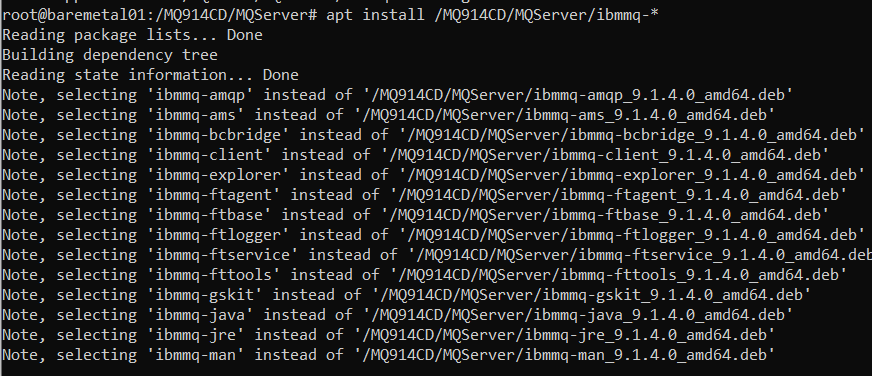 root@baremetal01:/MQ914CD/MQServer# apt install /MQ914CD/MQServer/ibmmq-*
Reading package lists... Done
Building dependency tree
Reading state information... Done
Note, selecting 'ibmmq-amqp' instead of '/MQ914CD/MQServer/ibmmq-amqp_9.1.4.0_amd64.deb'
Note, selecting 'ibmmq-ams' instead of '/MQ914CD/MQServer/ibmmq-ams_9.1.4.0_amd64.deb'
Note, selecting 'ibmmq-bcbridge' instead of '/MQ914CD/MQServer/ibmmq-bcbridge_9.1.4.0_amd64.deb'
Note, selecting 'ibmmq-client' instead of '/MQ914CD/MQServer/ibmmq-client_9.1.4.0_amd64.deb'
Note, selecting 'ibmmq-explorer' instead of '/MQ914CD/MQServer/ibmmq-explorer_9.1.4.0_amd64.deb'
Note, selecting 'ibmmq-ftagent' instead of '/MQ914CD/MQServer/ibmmq-ftagent_9.1.4.0_amd64.deb'
Note, selecting 'ibmmq-ftbase' instead of '/MQ914CD/MQServer/ibmmq-ftbase_9.1.4.0_amd64.deb'
Note, selecting 'ibmmq-ftlogger' instead of '/MQ914CD/MQServer/ibmmq-ftlogger_9.1.4.0_amd64.deb'
Note, selecting 'ibmmq-ftservice' instead of '/MQ914CD/MQServer/ibmmq-ftservice_9.1.4.0_amd64.deb
Note, selecting 'ibmmq-fttools' instead of '/MQ914CD/MQServer/ibmmq-fttools_9.1.4.0_amd64.deb'
Note, selecting 'ibmmq-gskit' instead of '/MQ914CD/MQServer/ibmmq-gskit_9.1.4.0_amd64.deb'
Note, selecting 'ibmmq-java' instead of '/MQ914CD/MQServer/ibmmq-java_9.1.4.0_amd64.deb'
Note, selecting 'ibmmq-jre' instead of '/MQ914CD/MQServer/ibmmq-jre_9.1.4.0_amd64.deb'
Note, selecting 'ibmmq-man' instead of '/MQ914CD/MQServer/ibmmq-man_9.1.4.0_amd64.deb'